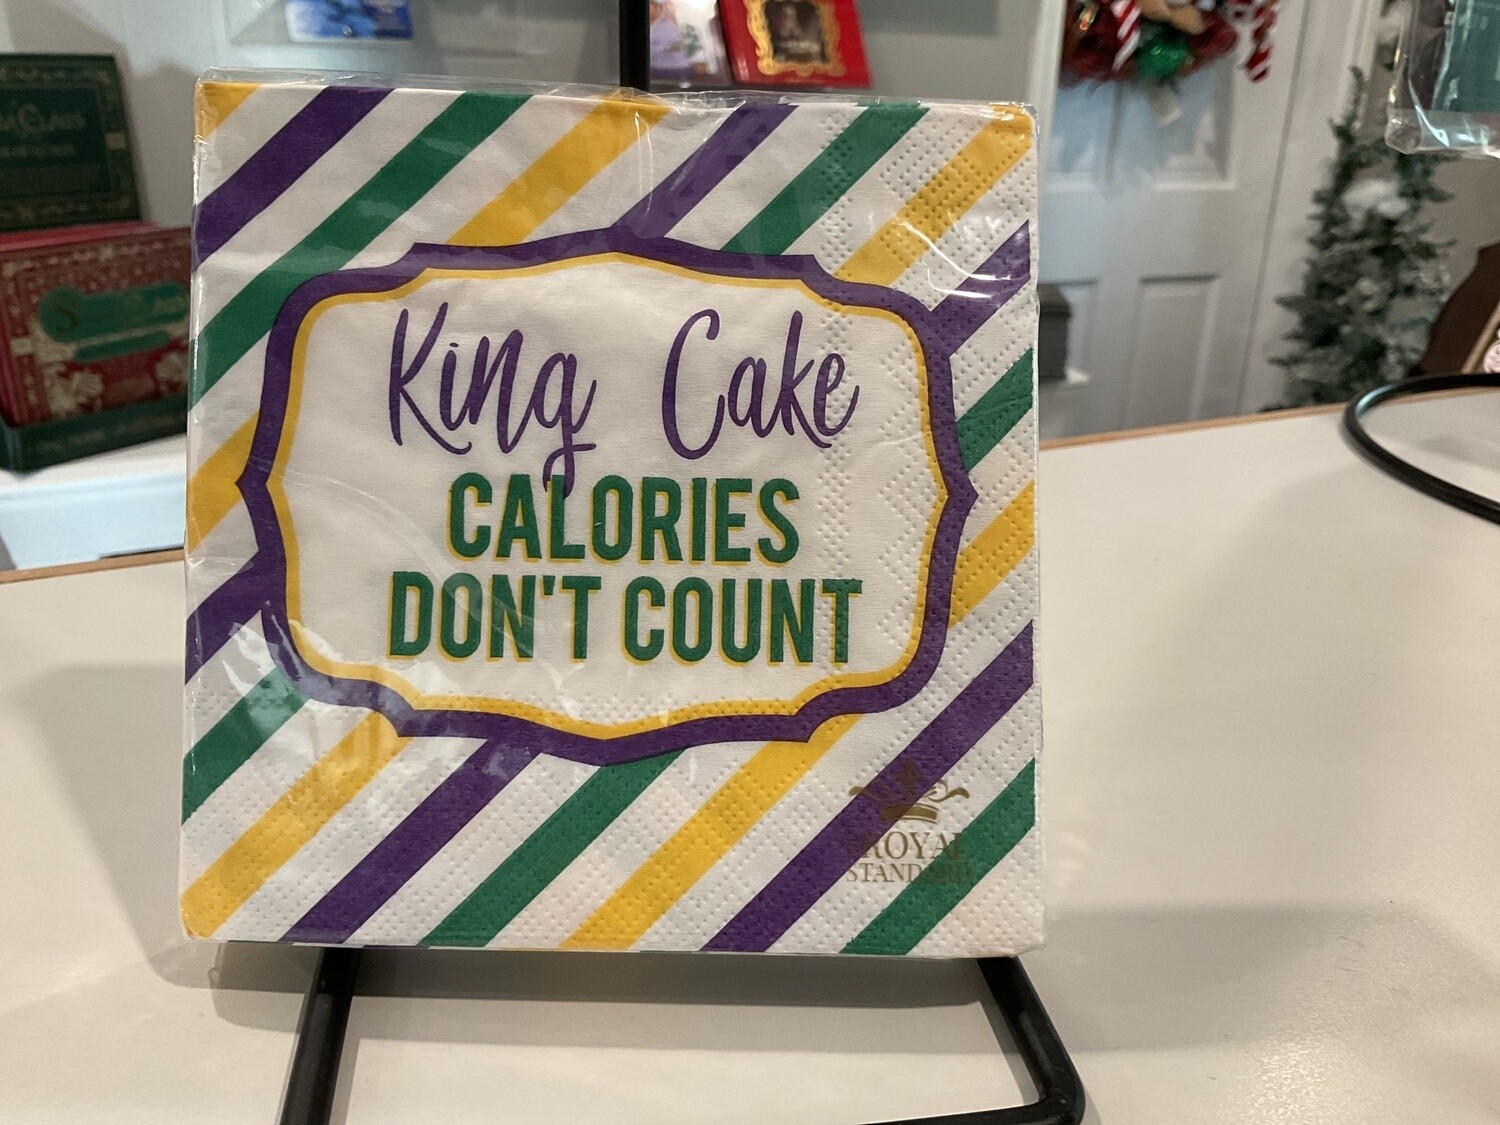 King Cake
CALORIES
DON'T COUNT
ROYAL
STANDARD